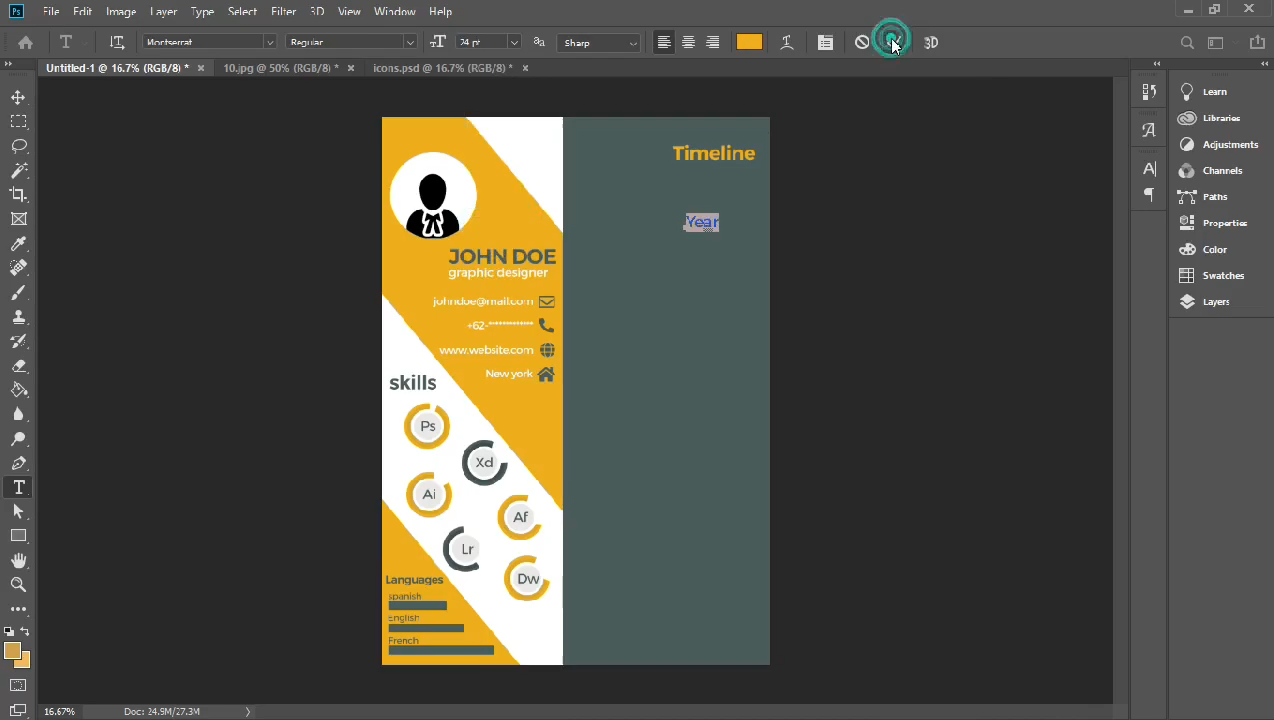 Ps
File Edit Image Layer Type Select Filter 3D View Window Help
Montserrat Regular 24 pt Sharp 3D
Untitled-1 @ 16.7% (RGB/8) * × 10.jpg @ 50% (RGB/8) * × icons.psd @ 16.7% (RGB/8) * ×
Learn
Libraries
Adjustments
Channels
Paths
Properties
Color
Swatches
Layers
JOHN DOE
graphic designer
johndoe@mail.com
+62-************
www.website.com
New york
skills
Ps
Xd
Ai
Af
Lr
Dw
Languages
spanish
English
French
Timeline
Year
16.67% Doc: 24.9M/27.3M